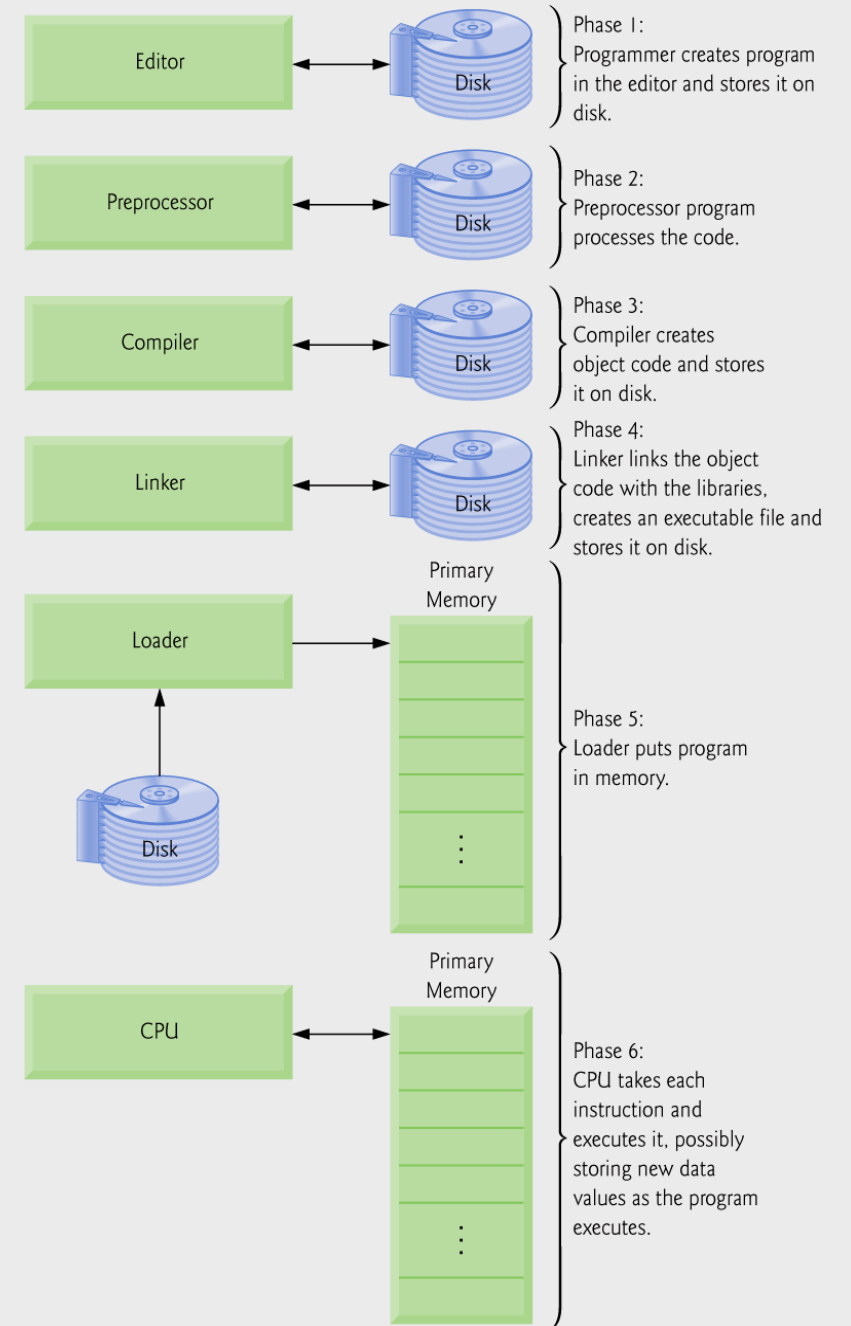 Editor
Disk
Phase 1:
Programmer creates program
in the editor and stores it on
disk.
Preprocessor
Disk
Phase 2:
Preprocessor program
processes the code.
Compiler
Disk
Phase 3:
Compiler creates
object code and stores
it on disk.
Linker
Disk
Phase 4:
Linker links the object
code with the libraries,
creates an executable file and
stores it on disk.
Loader
Disk
Primary
Memory
⋮
Phase 5:
Loader puts program
in memory.
CPU
Primary
Memory
⋮
Phase 6:
CPU takes each
instruction and
executes it, possibly
storing new data
values as the program
executes.